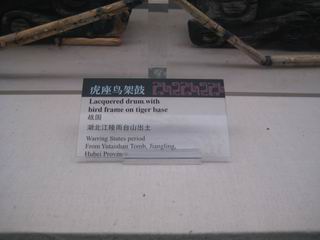 虎座鸟架鼓
Lacquered drum with
bird frame on tiger base
战国
湖北江陵雨台山出土
Warring States period
From Yutaishan Tomb, Jiangling,
Hubei Province